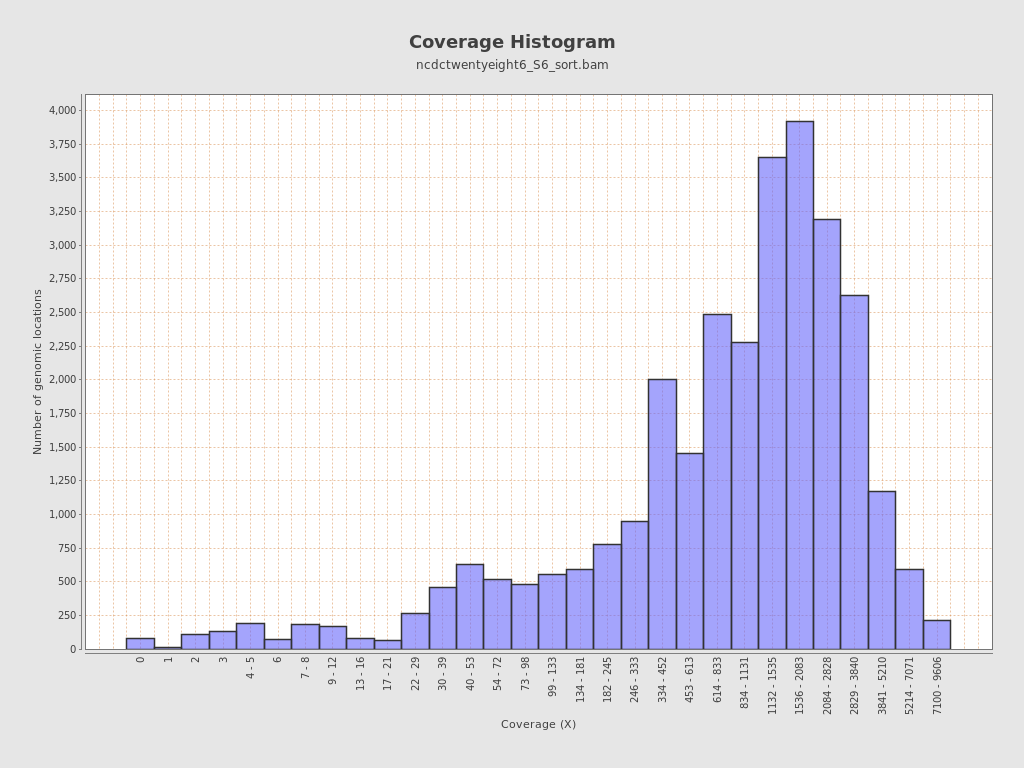 Coverage Histogram
ncdctwentyeight6_S6_sort.bam
Number of genomic locations
4,000
3,750
3,500
3,250
3,000
2,750
2,500
2,250
2,000
1,750
1,500
1,250
1,000
750
500
250
0
0
1
2
3
4 - 5
6
7 - 8
9 - 12
13 - 16
17 - 21
22 - 29
30 - 39
40 - 53
54 - 72
73 - 98
99 - 133
134 - 181
182 - 245
246 - 333
334 - 452
453 - 613
614 - 833
834 - 1131
1132 - 1535
1536 - 2083
2084 - 2828
2829 - 3840
3841 - 5210
5214 - 7071
7100 - 9606
Coverage (X)